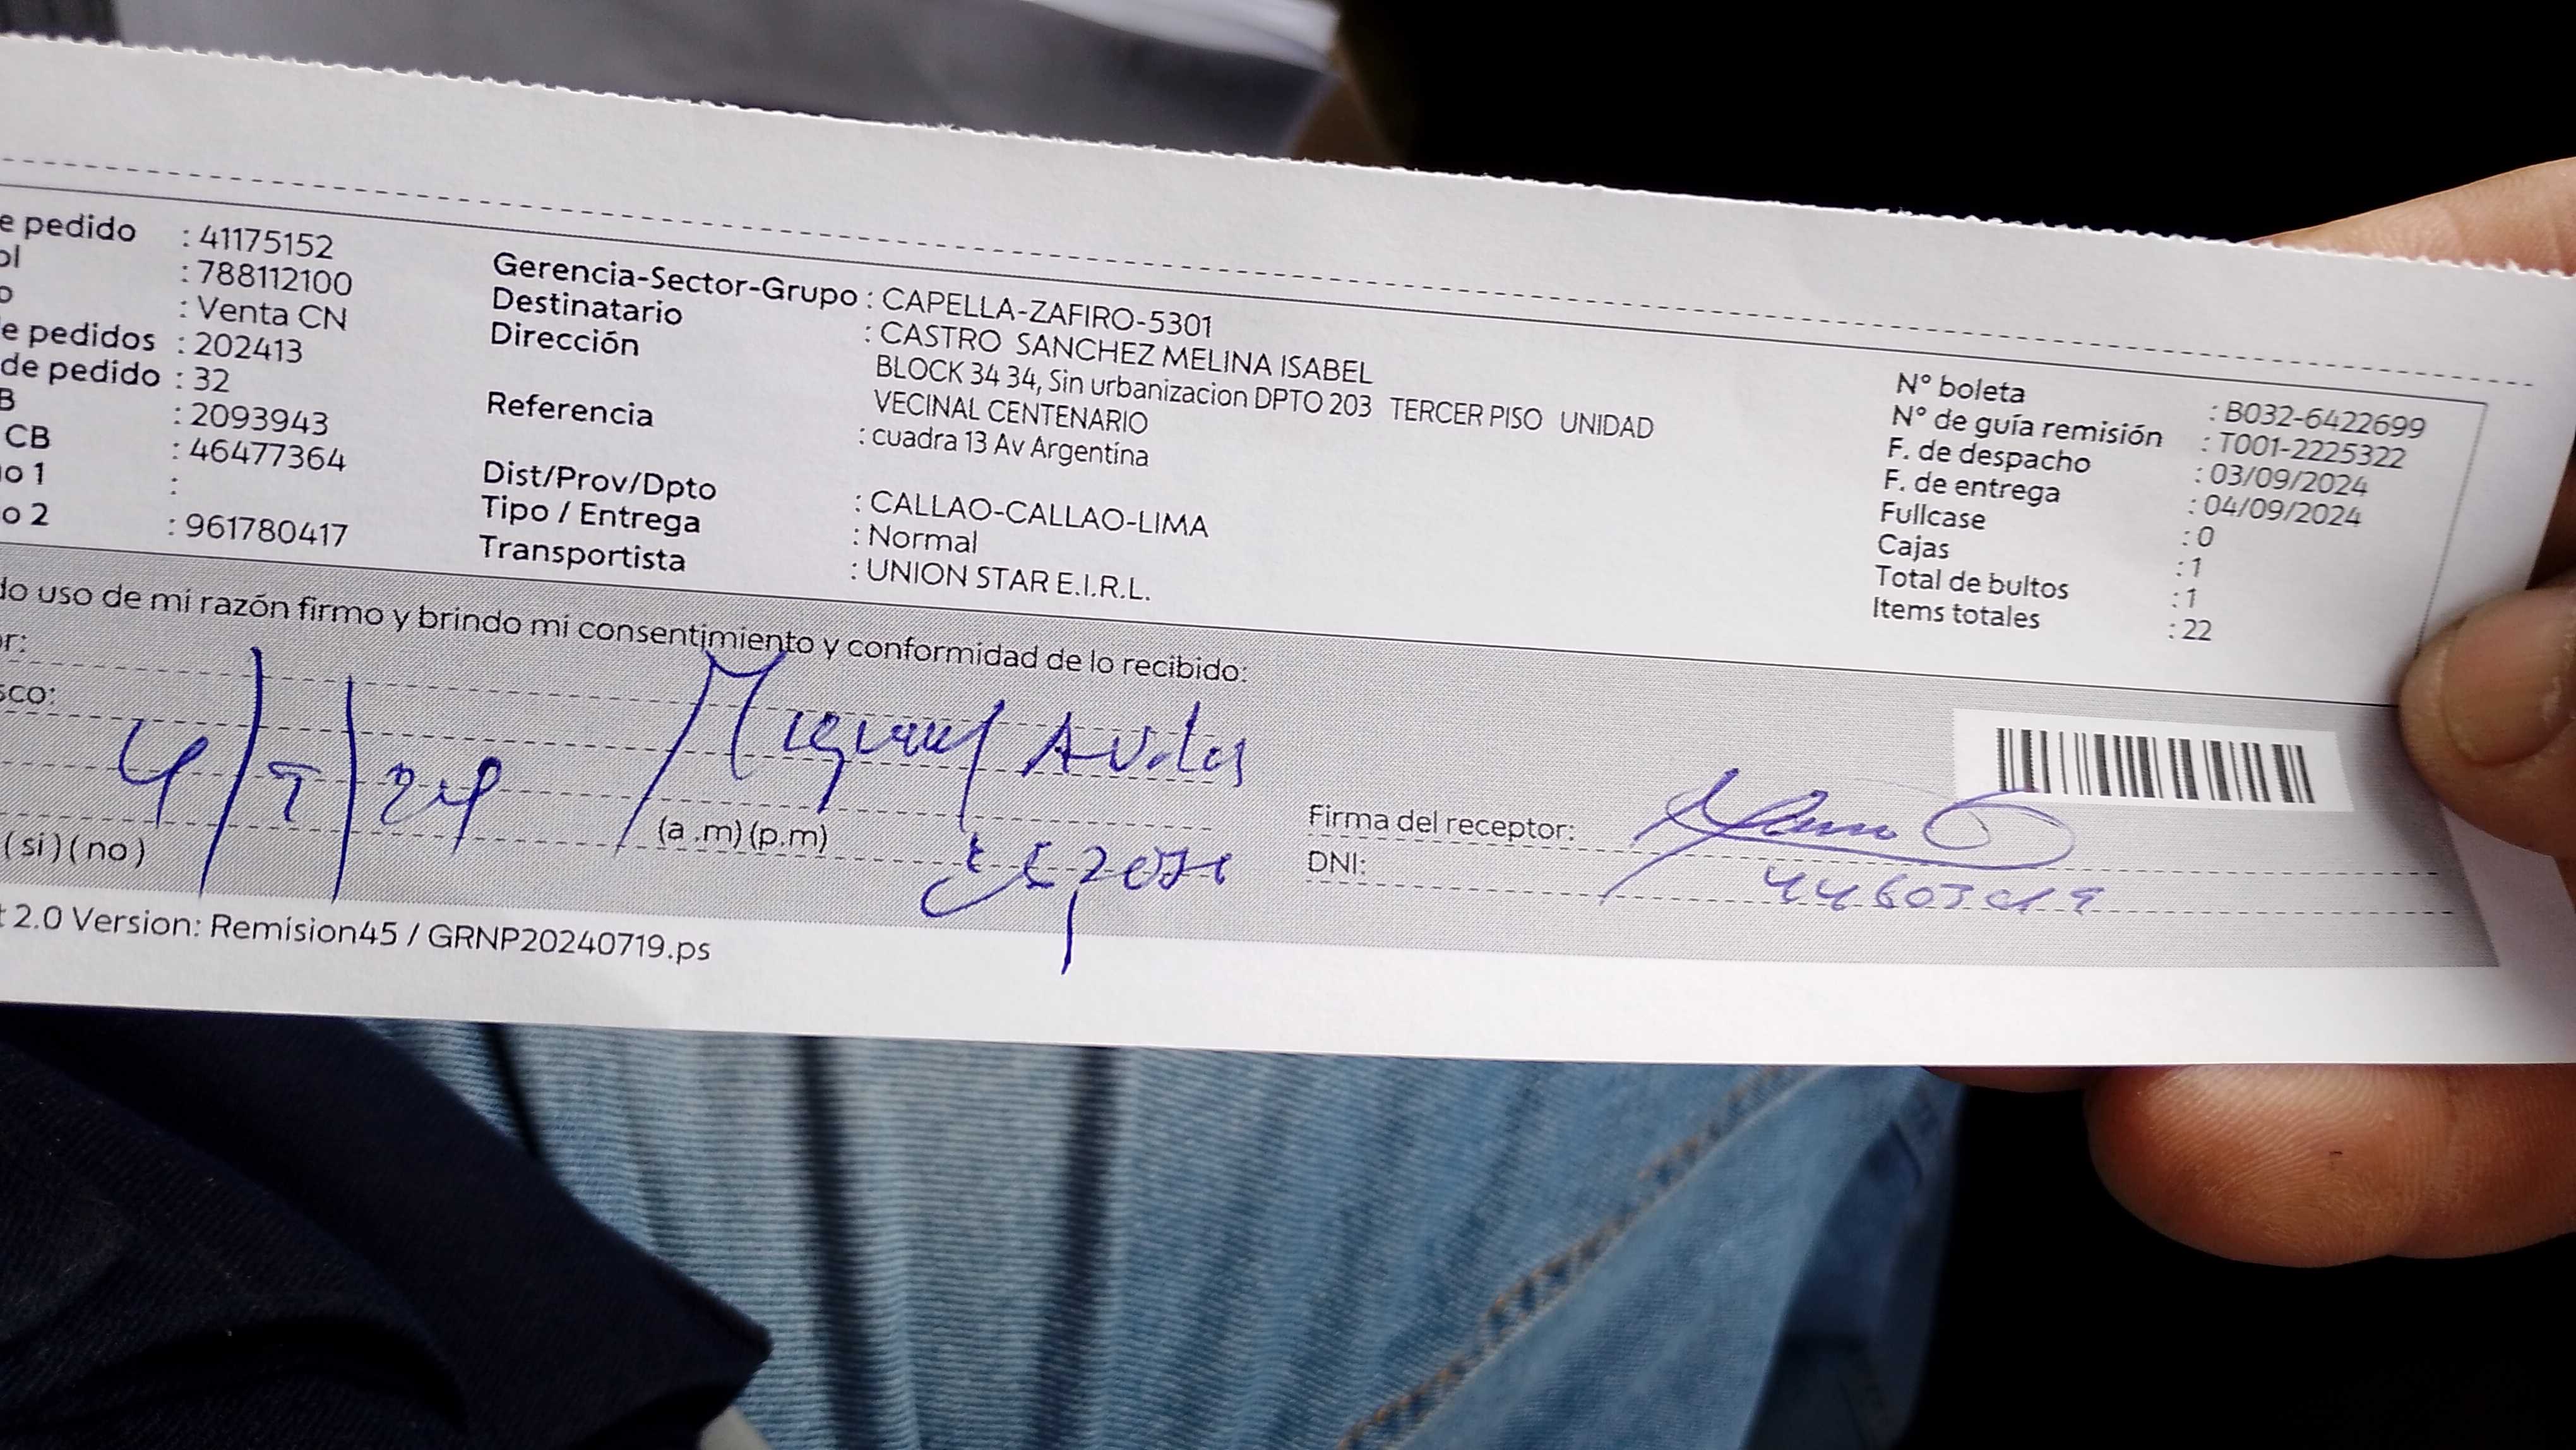 e pedido : 41175152
ol : 788112100
o : Venta CN
e pedidos : 202413
de pedido : 32
B : 2093943
CB : 46477364
o 1 :
o 2 : 961780417
Gerencia-Sector-Grupo : CAPELLA-ZAFIRO-5301
Destinatario : CASTRO SANCHEZ MELINA ISABEL
Dirección BLOCK 34 34, Sin urbanizacion DPTO 203 TERCER PISO UNIDAD
VECINAL CENTENARIO
Referencia : cuadra 13 Av Argentina
Dist/Prov/Dpto : CALLAO-CALLAO-LIMA
Tipo / Entrega : Normal
Transportista : UNION STAR E.I.R.L.
N° boleta : B032-6422699
N° de guía remisión : T001-2225322
F. de despacho : 03/09/2024
F. de entrega : 04/09/2024
Fullcase : 0
Cajas : 1
Total de bultos : 1
Items totales : 22
do uso de mi razón firmo y brindo mi consentimiento y conformidad de lo recibido:
or:
sco:
Miguel Avilos
(si)(no) (a .m)(p.m)
Esposo
Firma del receptor:
DNI:
t 2.0 Version: Remision45 / GRNP20240719.ps